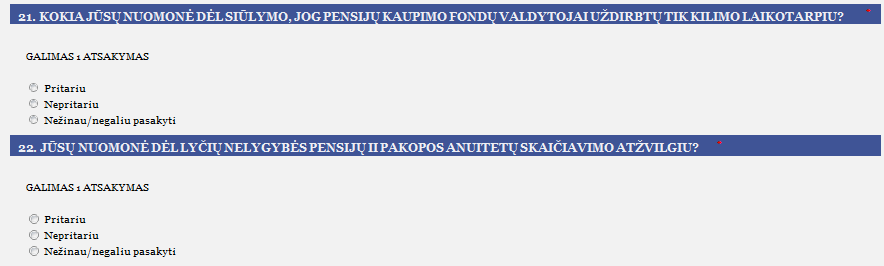 21. KOKIA JŪSŲ NUOMONĖ DĖL SIŪLYMO, JOG PENSIJŲ KAUPIMO FONDŲ VALDYTOJAI UŽDIRBTŲ TIK KILIMO LAIKOTARPIU? *
GALIMAS 1 ATSAKYMAS
Pritariu
Nepritariu
Nežinau/negaliu pasakyti
22. JŪSŲ NUOMONĖ DĖL LYČIŲ NELYGYBĖS PENSIJŲ II PAKOPOS ANUITETŲ SKAIČIAVIMO ATŽVILGIU? *
GALIMAS 1 ATSAKYMAS
Pritariu
Nepritariu
Nežinau/negaliu pasakyti